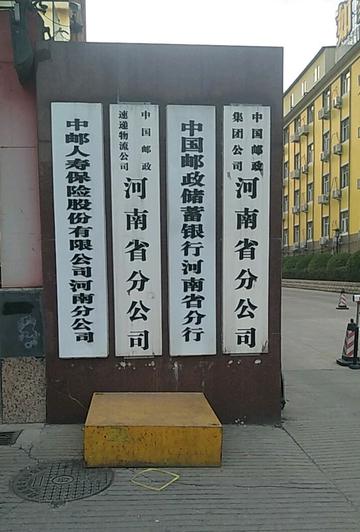 中国邮政
集团公司
河南省分公司
中国邮政储蓄银行河南省分行
中国邮政
速递物流公司
河南省分公司
中邮人寿保险股份有限公司河南分公司